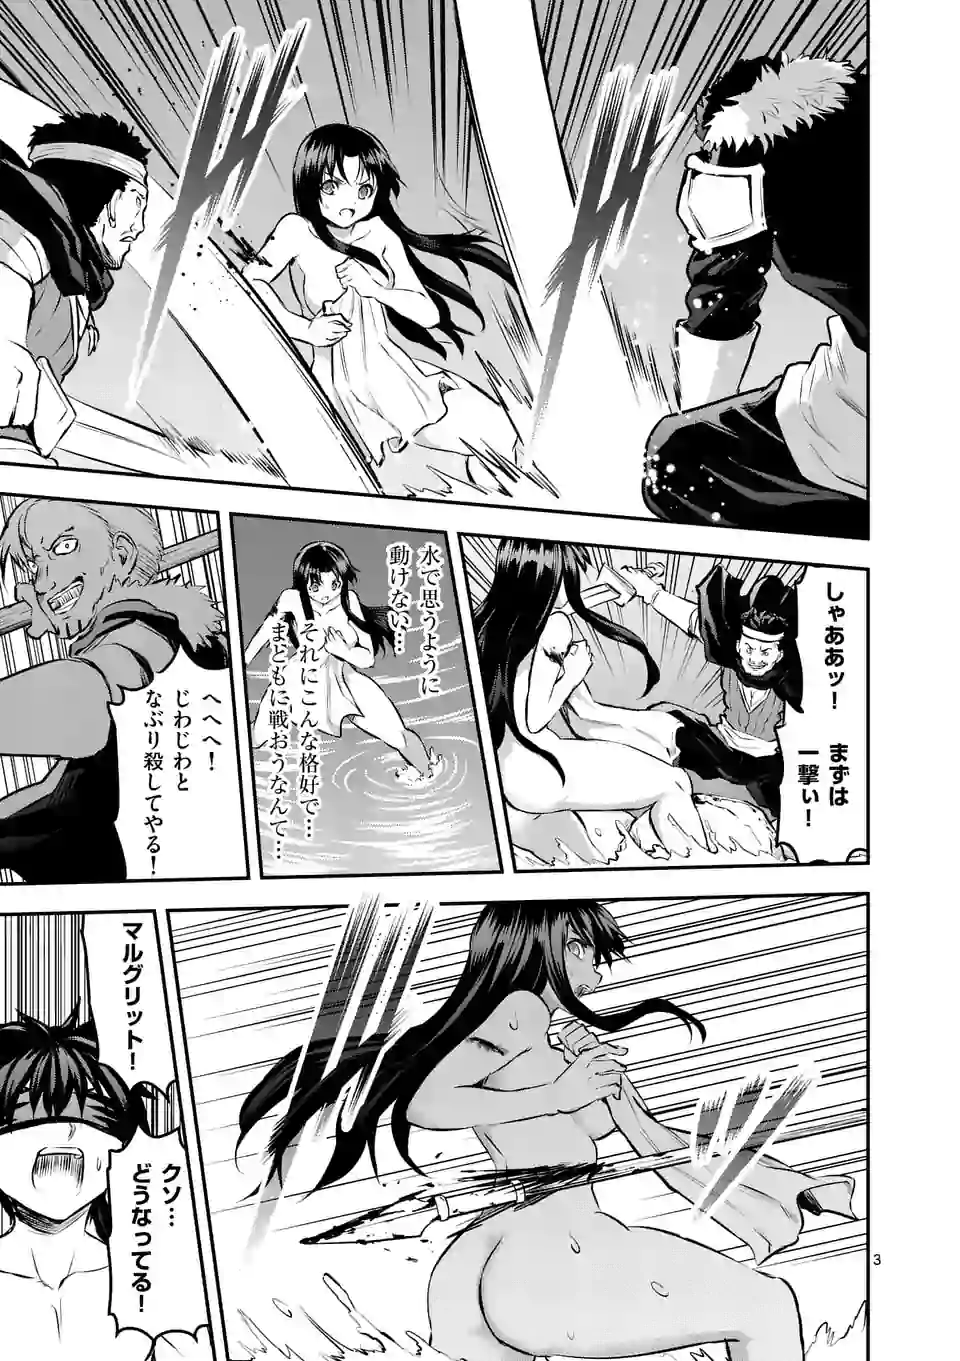 しゃああッ！
まずは
一撃ぃ！
水で思うように
動けない…
それにこんな格好で…
まともに戦おうなんて…
へへへ！
じわじわと
なぶり殺してやる！
マルグリット！
クソ…
どうなってる！
3